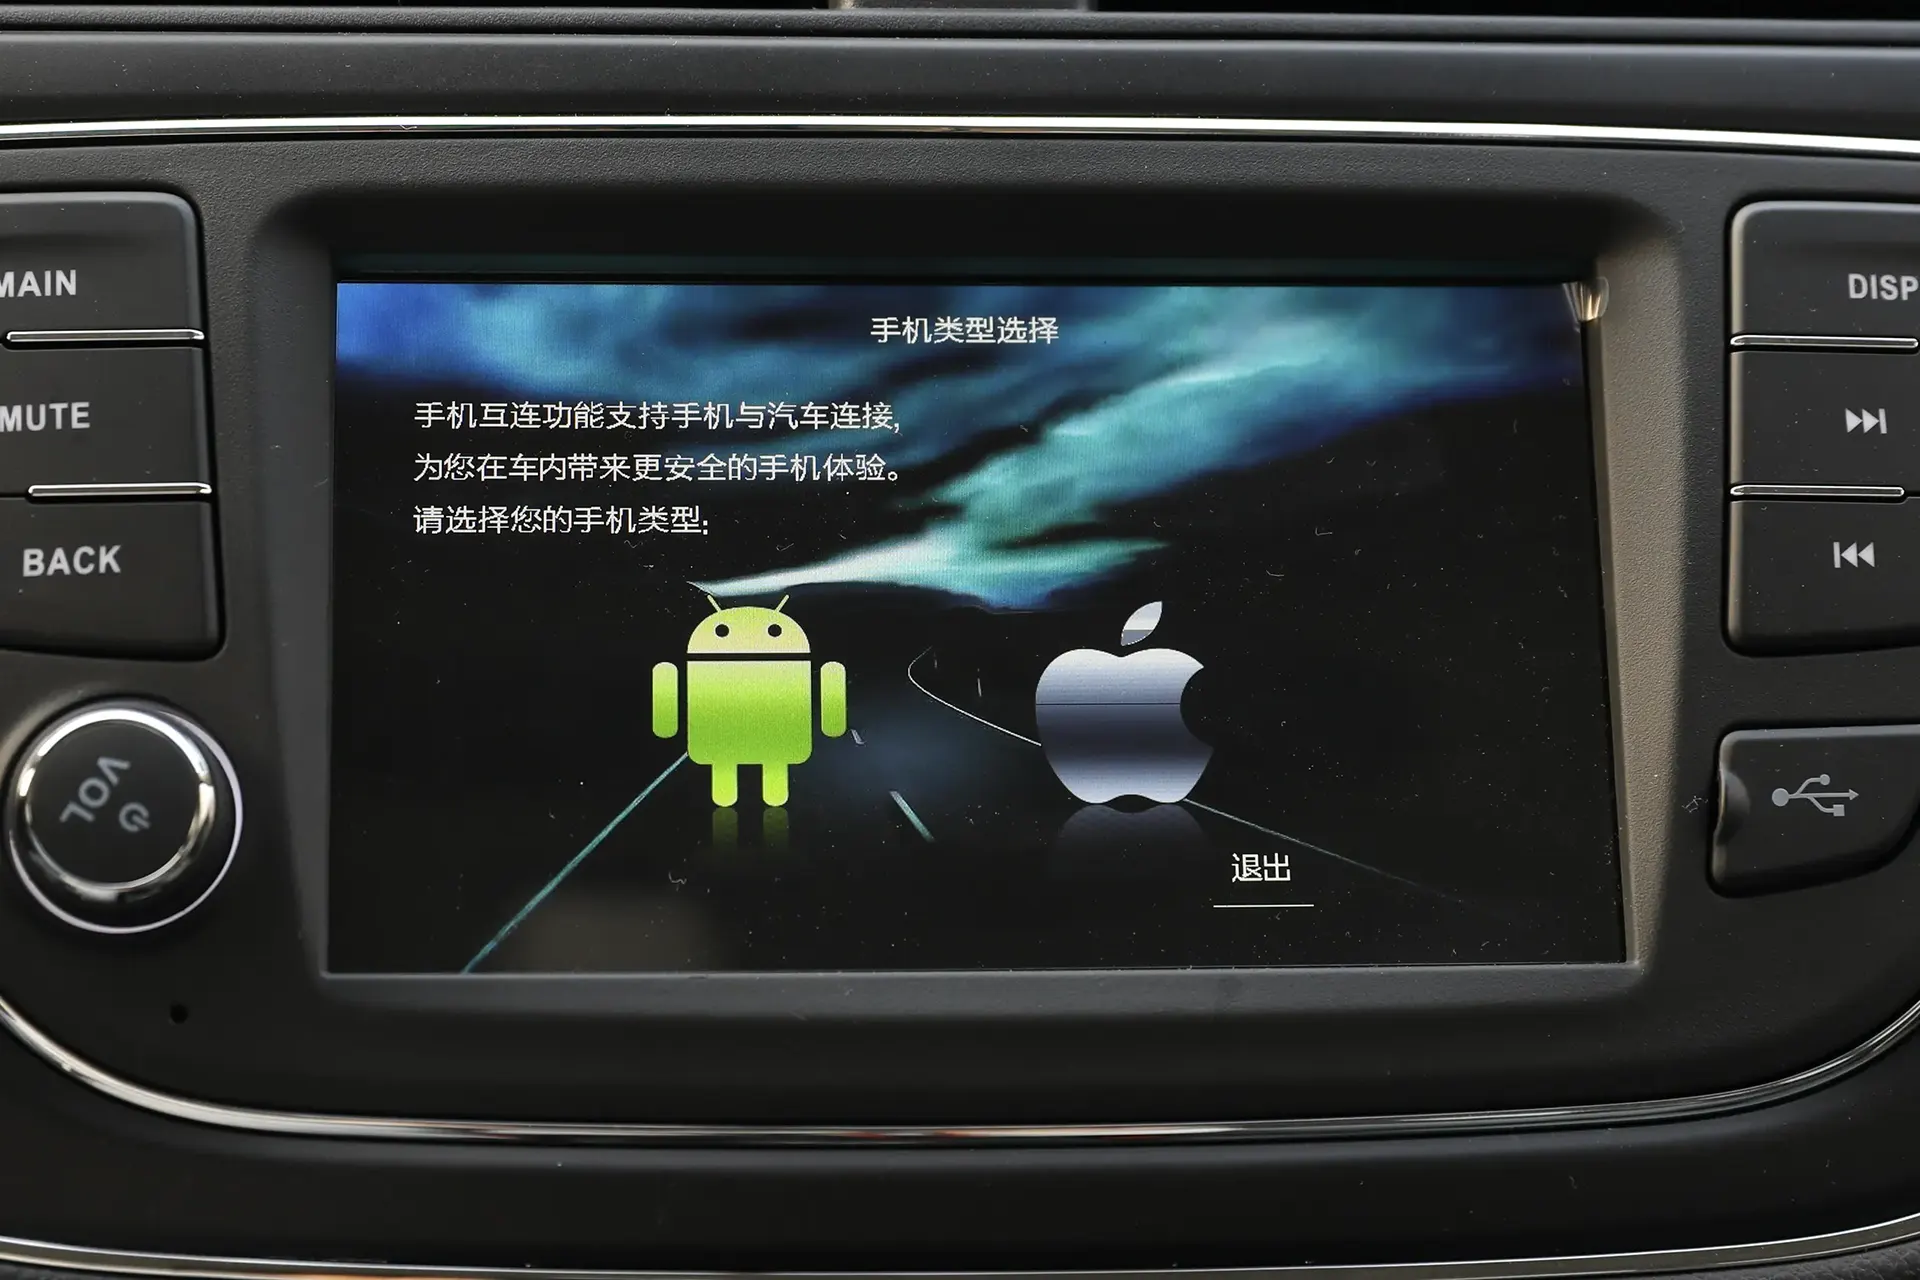 手机类型选择
MAIN
DISP
手机互连功能支持手机与汽车连接,
MUTE
为您在车内带来更安全的手机体验。
请选择您的手机类型:
BACK
VOL
退出